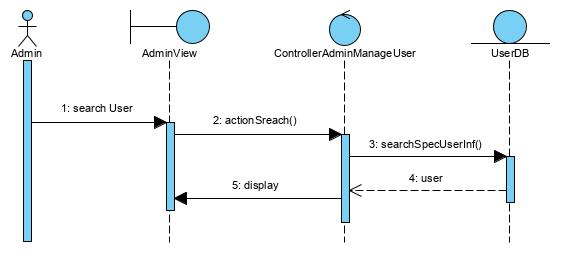 Admin
AdminView
ControllerAdminManageUser
UserDB
1: search User
2: actionSreach()
3: searchSpecUserInf()
4: user
5: display